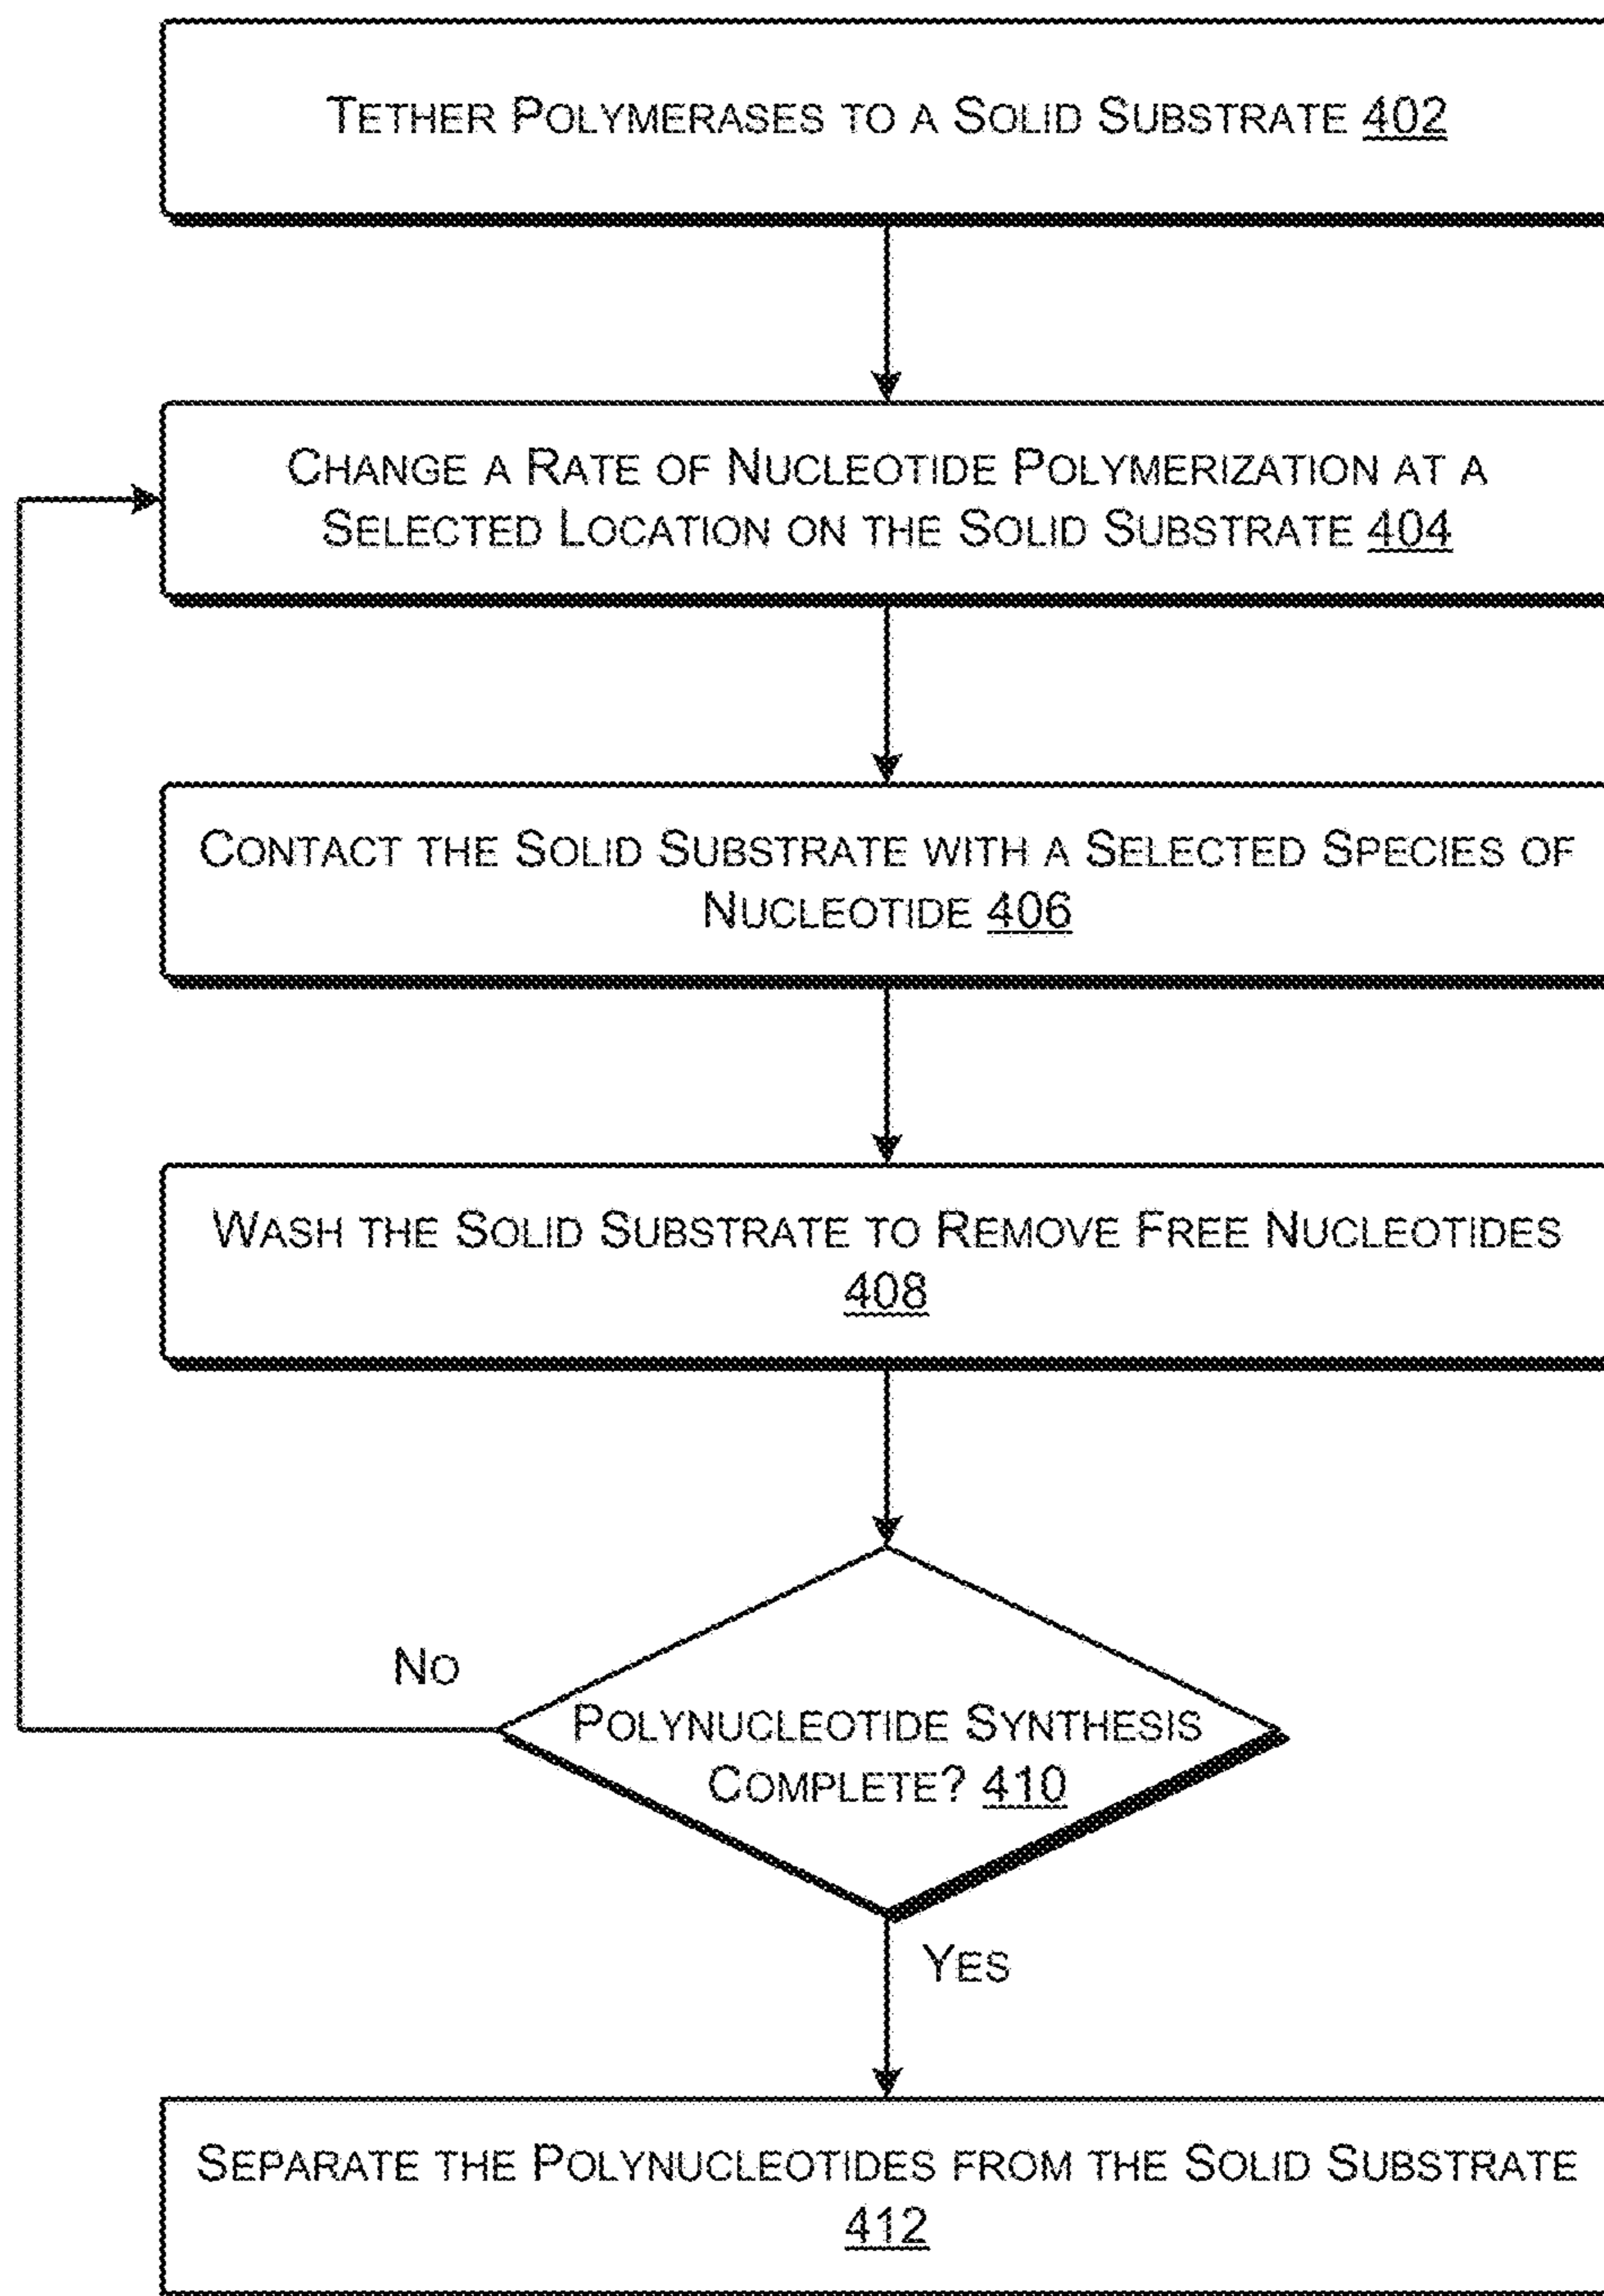 TETHER POLYMERASES TO A SOLID SUBSTRATE 402
CHANGE A RATE OF NUCLEOTIDE POLYMERIZATION AT A
SELECTED LOCATION ON THE SOLID SUBSTRATE 404
CONTACT THE SOLID SUBSTRATE WITH A SELECTED SPECIES OF
NUCLEOTIDE 406
WASH THE SOLID SUBSTRATE TO REMOVE FREE NUCLEOTIDES
408
NO
POLYNUCLEOTIDE SYNTHESIS
COMPLETE? 410
YES
SEPARATE THE POLYNUCLEOTIDES FROM THE SOLID SUBSTRATE
412